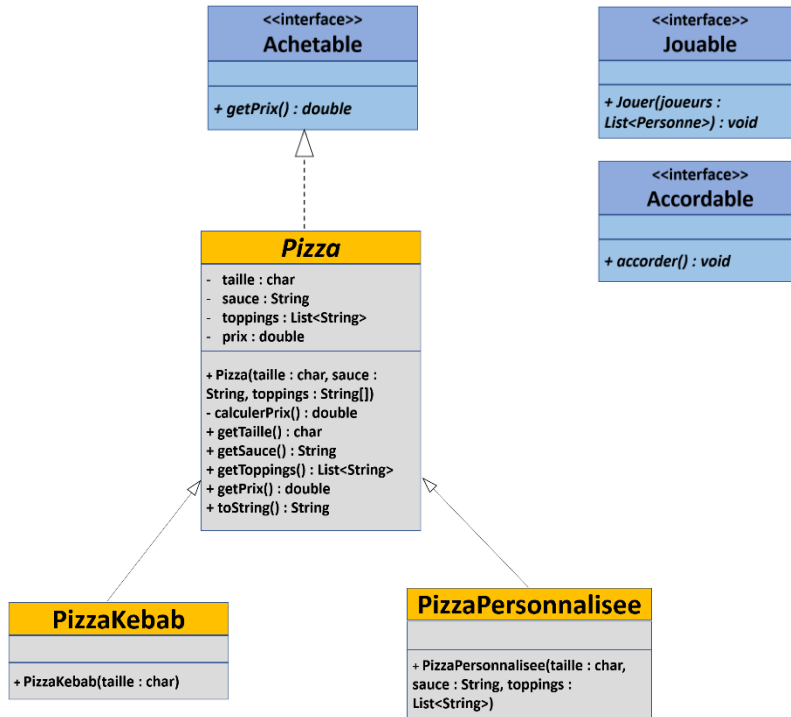 <<interface>>
Achetable
+ getPrix() : double
<<interface>>
Jouable
+ Jouer(joueurs :
List<Personne>) : void
<<interface>>
Accordable
+ accorder() : void
Pizza
- taille : char
- sauce : String
- toppings : List<String>
- prix : double
+ Pizza(taille : char, sauce :
String, toppings : String[])
- calculerPrix() : double
+ getTaille() : char
+ getSauce() : String
+ getToppings() : List<String>
+ getPrix() : double
+ toString() : String
PizzaKebab
+ PizzaKebab(taille : char)
PizzaPersonnalisee
+ PizzaPersonnalisee(taille : char,
sauce : String, toppings :
List<String>)